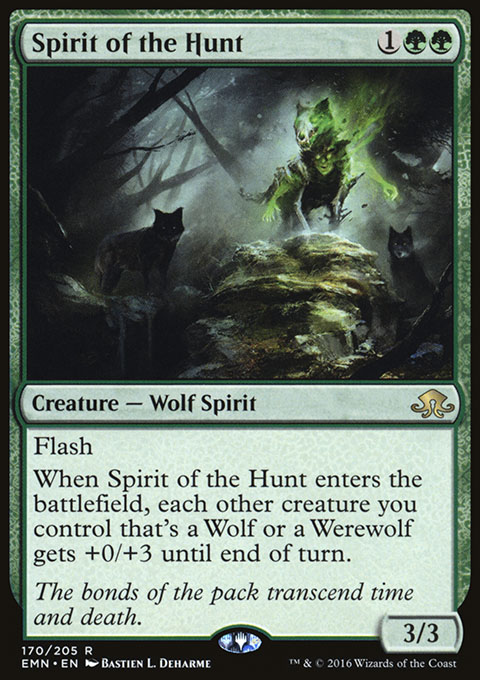 Spirit of the Hunt 1
Creature — Wolf Spirit
Flash
When Spirit of the Hunt enters the
battlefield, each other creature you
control that's a Wolf or a Werewolf
gets +0/+3 until end of turn.
The bonds of the pack transcend time
and death.
3/3
170/205 R
EMN • EN Bastien L. Deharme
™ & © 2016 Wizards of the Coast